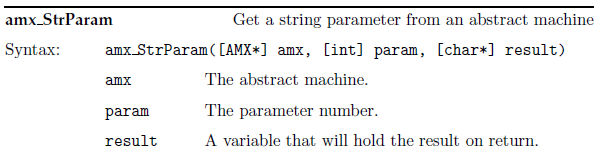 amx_StrParam Get a string parameter from an abstract machine
Syntax: amx_StrParam([AMX*] amx, [int] param, [char*] result)
amx The abstract machine.
param The parameter number.
result A variable that will hold the result on return.